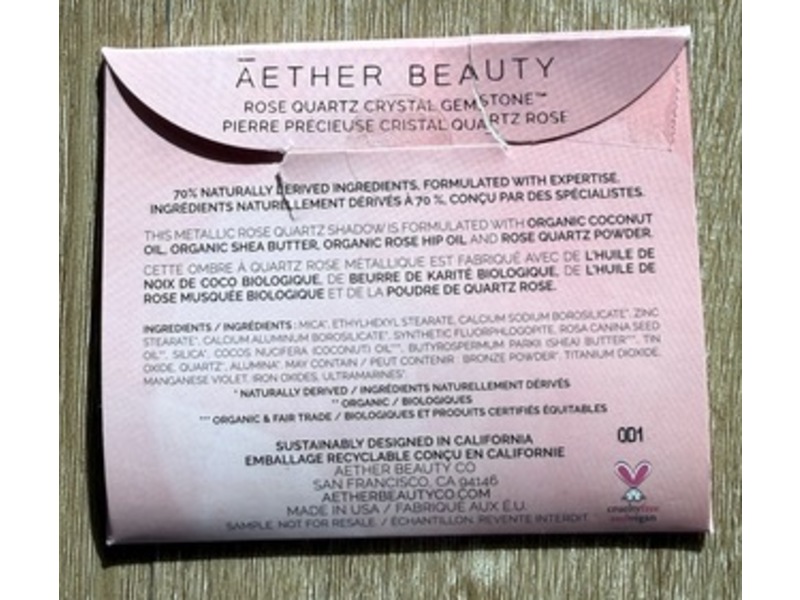 ÆTHER BEAUTY
ROSE QUARTZ CRYSTAL GEMSTONE™
PIERRE PRECIEUSE CRISTAL QUARTZ ROSE
70% NATURALLY DERIVED INGREDIENTS, FORMULATED WITH EXPERTISE.
INGRÉDIENTS NATURELLEMENT DÉRIVÉS À 70 %, CONÇU PAR DES SPÉCIALISTES.
THIS METALLIC ROSE QUARTZ SHADOW IS FORMULATED WITH ORGANIC COCONUT
OIL, ORGANIC SHEA BUTTER, ORGANIC ROSE HIP OIL AND ROSE QUARTZ POWDER.
CETTE OMBRE À QUARTZ ROSE MÉTALLIQUE EST FABRIQUÉ AVEC DE L'HUILE DE
NOIX DE COCO BIOLOGIQUE, DE BEURRE DE KARITÉ BIOLOGIQUE, DE L'HUILE DE
ROSE MUSQUÉE BIOLOGIQUE ET DE LA POUDRE DE QUARTZ ROSE.
INGREDIENTS / INGRÉDIENTS : MICA*, ETHYLHEXYL STEARATE, CALCIUM SODIUM BOROSILICATE*, ZINC
STEARATE*, CALCIUM ALUMINUM BOROSILICATE*, SYNTHETIC FLUORPHLOGOPITE, ROSA CANINA SEED
OIL**, SILICA*, COCOS NUCIFERA (COCONUT) OIL***, BUTYROSPERMUM PARKII (SHEA) BUTTER***, TIN
OXIDE, QUARTZ*, ALUMINA*. MAY CONTAIN / PEUT CONTENIR : BRONZE POWDER*, TITANIUM DIOXIDE,
MANGANESE VIOLET, IRON OXIDES, ULTRAMARINES*.
* NATURALLY DERIVED / INGRÉDIENTS NATURELLEMENT DÉRIVÉS
** ORGANIC / BIOLOGIQUES
*** ORGANIC & FAIR TRADE / BIOLOGIQUES ET PRODUITS CERTIFIÉS ÉQUITABLES
001
SUSTAINABLY DESIGNED IN CALIFORNIA
EMBALLAGE RECYCLABLE CONÇU EN CALIFORNIE
AETHER BEAUTY CO
SAN FRANCISCO, CA 94146
AETHERBEAUTYCO.COM
MADE IN USA / FABRIQUÉ AUX É.U.
SAMPLE. NOT FOR RESALE. / ÉCHANTILLON. REVENTE INTERDIT.
crueltyfree
andvegan